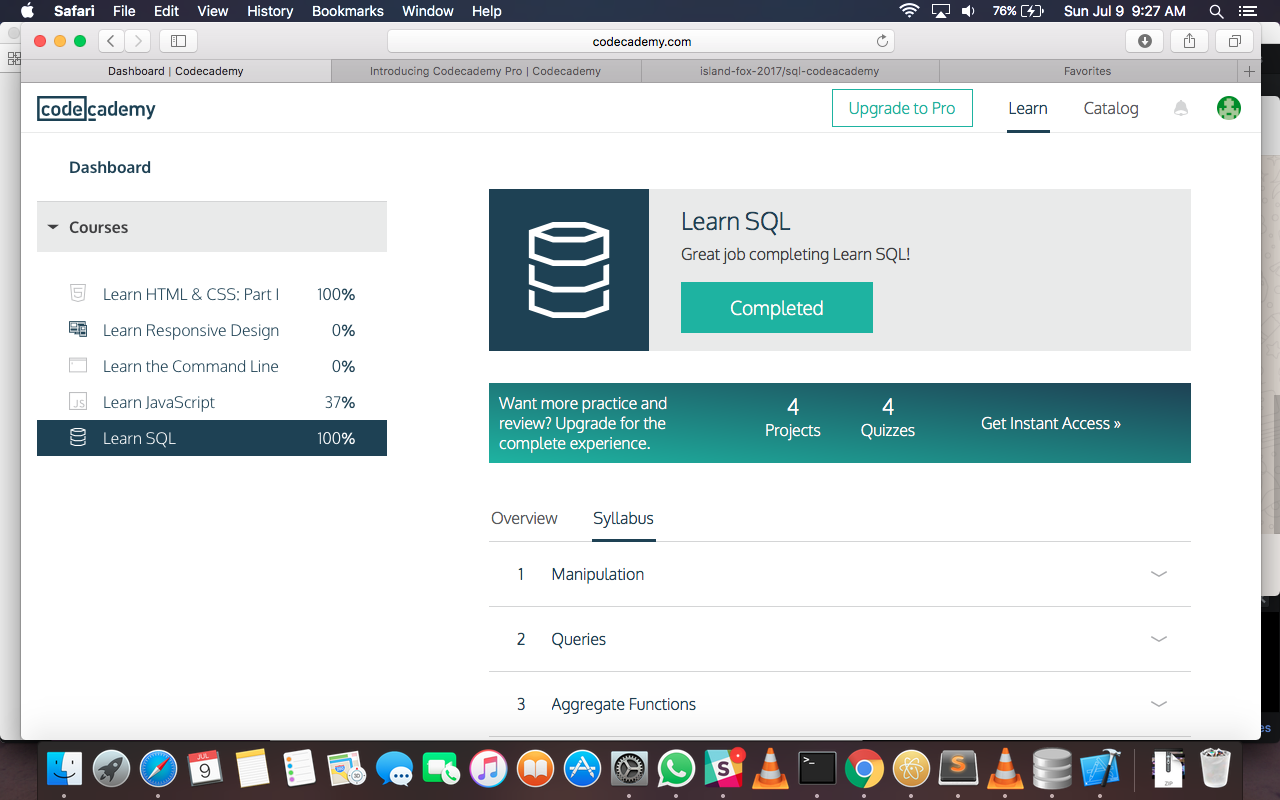 Safari File Edit View History Bookmarks Window Help 76% Sun Jul 9 9:27 AM
codecademy.com
Dashboard | Codecademy Introducing Codecademy Pro | Codecademy island-fox-2017/sql-codeacademy Favorites
codecademy Upgrade to Pro Learn Catalog
Dashboard
Courses
Learn HTML & CSS: Part I 100%
Learn Responsive Design 0%
Learn the Command Line 0%
JS Learn JavaScript 37%
Learn SQL 100%
Learn SQL
Great job completing Learn SQL!
Completed
Want more practice and
review? Upgrade for the
complete experience.
4
Projects
4
Quizzes
Get Instant Access »
Overview Syllabus
1 Manipulation
2 Queries
3 Aggregate Functions
JUL
9
3D
>_
S
S
ZIP